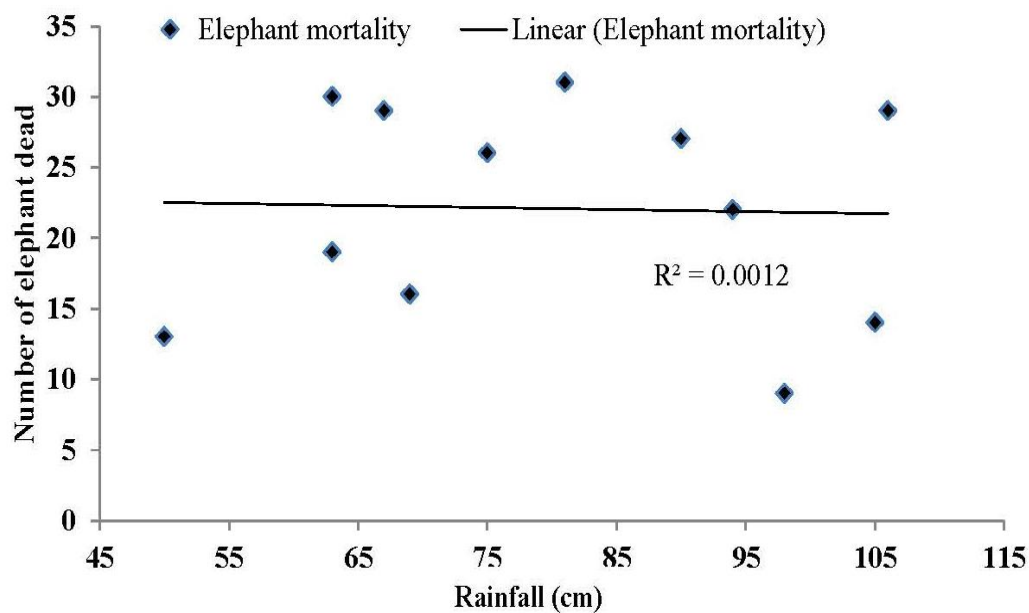 35
Elephant mortality
Linear (Elephant mortality)
30
25
20
15
10
5
0
R² = 0.0012
45 55 65 75 85 95 105 115
Number of elephant dead
Rainfall (cm)